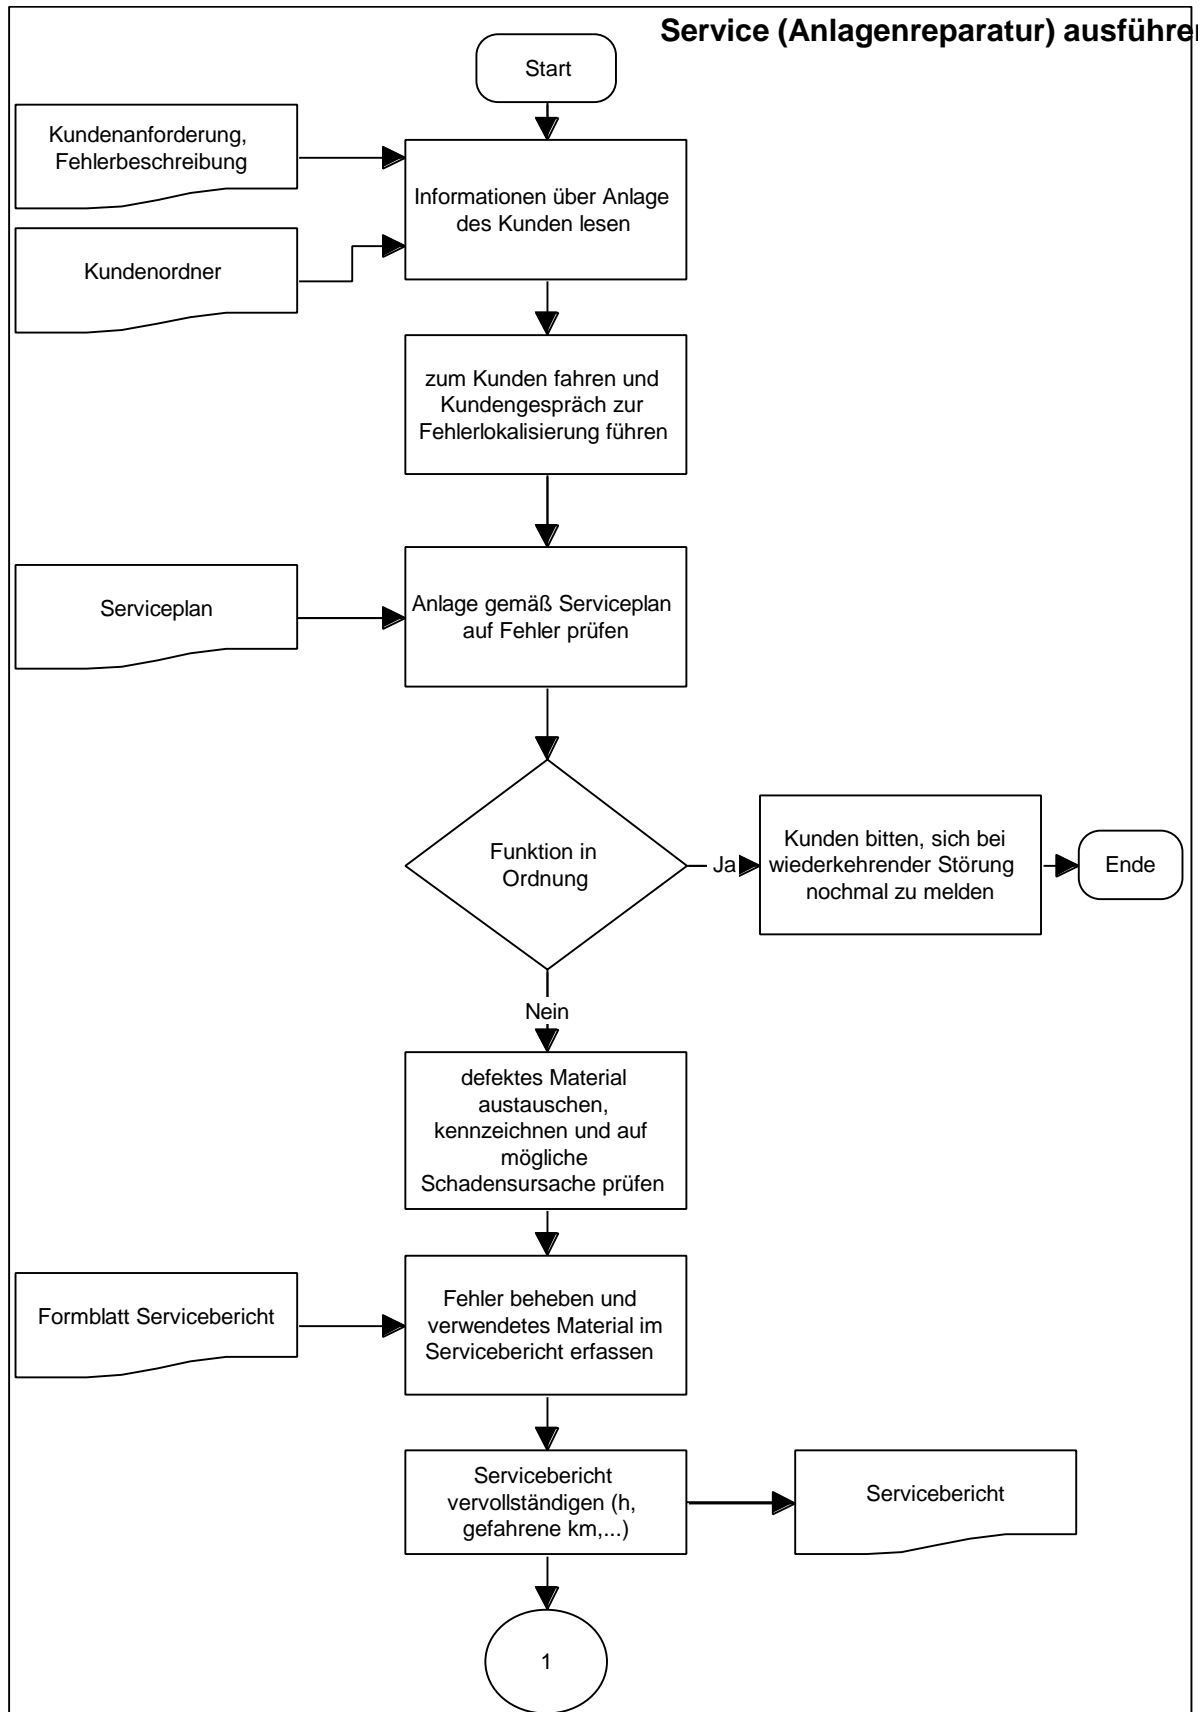 Service (Anlagenreparatur) ausführen
Start
Kundenanforderung,
Fehlerbeschreibung
Informationen über Anlage
des Kunden lesen
Kundenordner
zum Kunden fahren und
Kundengespräch zur
Fehlerlokalisierung führen
Serviceplan
Anlage gemäß Serviceplan
auf Fehler prüfen
Funktion in
Ordnung
Ja
Kunden bitten, sich bei
wiederkehrender Störung
nochmal zu melden
Ende
Nein
defektes Material
austauschen,
kennzeichnen und auf
mögliche
Schadensursache prüfen
Formblatt Servicebericht
Fehler beheben und
verwendetes Material im
Servicebericht erfassen
Servicebericht
vervollständigen (h,
gefahrene km,...)
Servicebericht
1